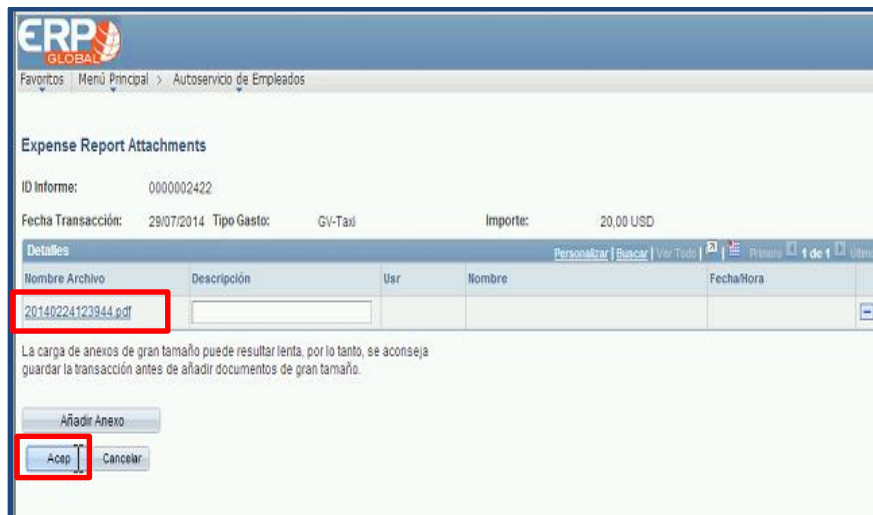 ERP
GLOBAL
Favoritos Menú Principal > Autoservicio de Empleados
Expense Report Attachments
ID Informe: 0000002422
Fecha Transacción: 29/07/2014 Tipo Gasto: GV-Taxi Importe: 20,00 USD
Detalles Personalizar | Buscar | Ver Todo | Primero 1 de 1
Nombre Archivo Descripción Usr Nombre Fecha/Hora
20140224123944.pdf
La carga de anexos de gran tamaño puede resultar lenta, por lo tanto, se aconseja
guardar la transacción antes de añadir documentos de gran tamaño.
Añadir Anexo
Acep Cancelar